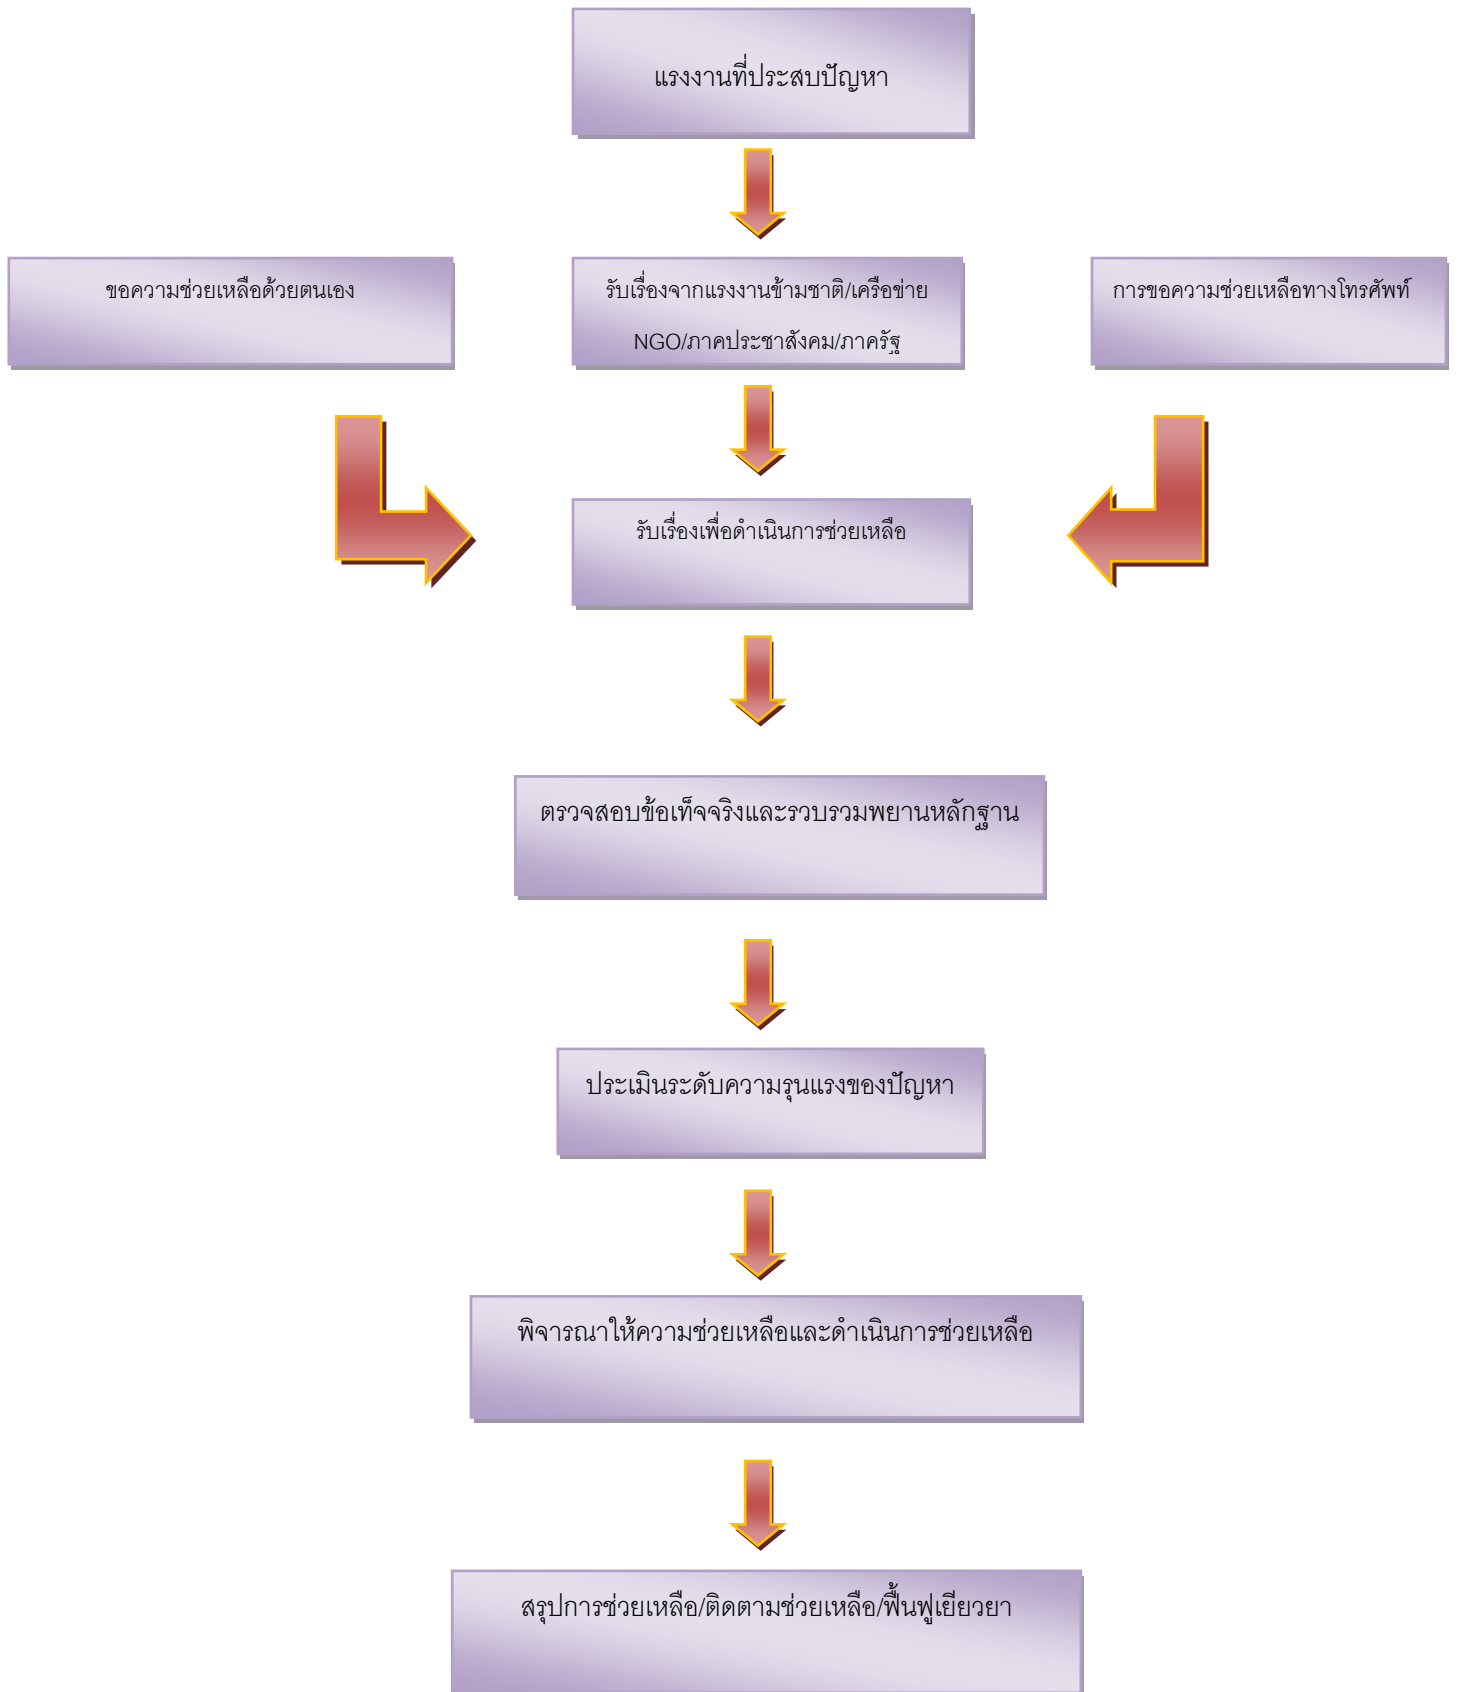 แรงงานที่ประสบปัญหา
ขอความช่วยเหลือด้วยตนเอง
รับเรื่องจากแรงงานข้ามชาติ/เครือข่าย
NGO/ภาคประชาสังคม/ภาครัฐ
การขอความช่วยเหลือทางโทรศัพท์
รับเรื่องเพื่อดำเนินการช่วยเหลือ
ตรวจสอบข้อเท็จจริงและรวบรวมพยานหลักฐาน
ประเมินระดับความรุนแรงของปัญหา
พิจารณาให้ความช่วยเหลือและดำเนินการช่วยเหลือ
สรุปการช่วยเหลือ/ติดตามช่วยเหลือ/ฟื้นฟูเยียวยา